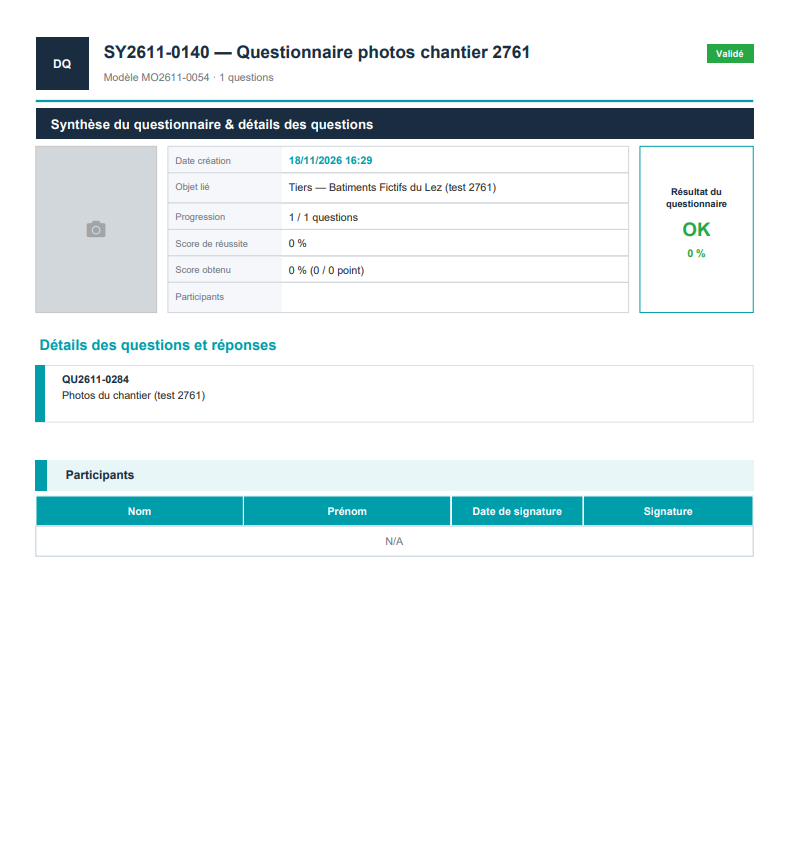 DQ
SY2611-0140 — Questionnaire photos chantier 2761
Modèle MO2611-0054 · 1 questions
Validé
Synthèse du questionnaire & détails des questions
Date création 18/11/2026 16:29
Objet lié Tiers — Batiments Fictifs du Lez (test 2761)
Progression 1 / 1 questions
Score de réussite 0 %
Score obtenu 0 % (0 / 0 point)
Participants
Résultat du
questionnaire
OK
0 %
Détails des questions et réponses
QU2611-0284
Photos du chantier (test 2761)
Participants
Nom Prénom Date de signature Signature
N/A